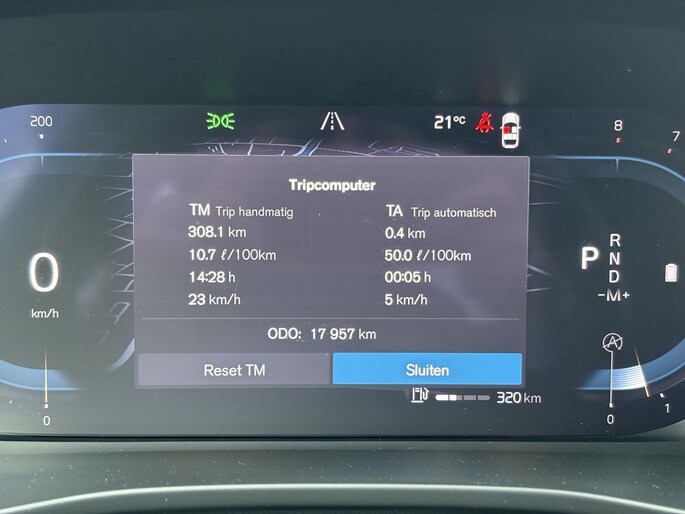 200
21°C
8
7
Tripcomputer
TM Trip handmatig
308.1 km
10.7 ℓ/100km
14:28 h
23 km/h
TA Trip automatisch
0.4 km
50.0 ℓ/100km
00:05 h
5 km/h
ODO: 17 957 km
Reset TM
Sluiten
0
km/h
P
R
N
D
-M+
A
320 km
0
0
1